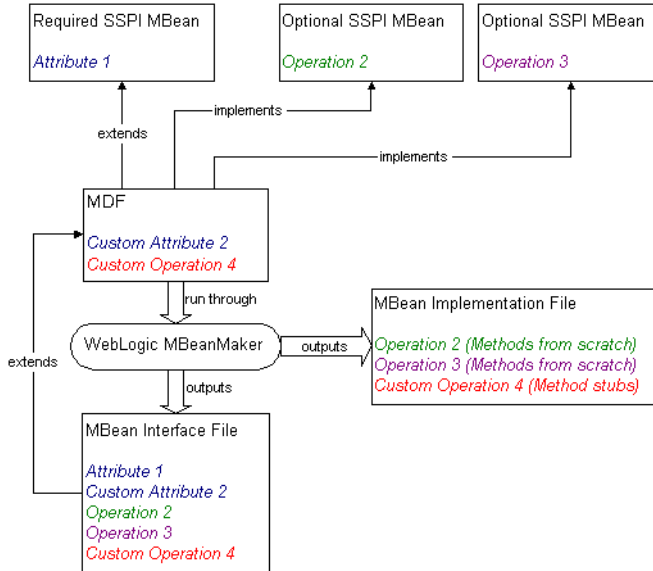 Required SSPI MBean
Attribute 1
Optional SSPI MBean
Operation 2
Optional SSPI MBean
Operation 3
extends
implements
implements
MDF
Custom Attribute 2
Custom Operation 4
run through
WebLogic MBeanMaker
outputs
MBean Implementation File
Operation 2 (Methods from scratch)
Operation 3 (Methods from scratch)
Custom Operation 4 (Method stubs)
extends
outputs
MBean Interface File
Attribute 1
Custom Attribute 2
Operation 2
Operation 3
Custom Operation 4